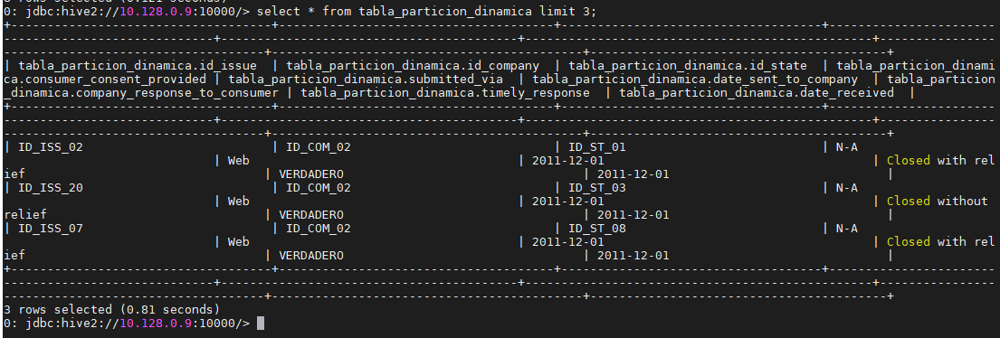 0: jdbc:hive2://10.128.0.9:10000/> select * from tabla_particion_dinamica limit 3;
| tabla_particion_dinamica.id_issue | tabla_particion_dinamica.id_company | tabla_particion_dinamica.id_state | tabla_particion_dinami
ca.consumer_consent_provided | tabla_particion_dinamica.submitted_via | tabla_particion_dinamica.date_sent_to_company | tabla_particion
_dinamica.company_response_to_consumer | tabla_particion_dinamica.timely_response | tabla_particion_dinamica.date_received |
| ID_ISS_02 | ID_COM_02 | ID_ST_01 | N-A
| Web | 2011-12-01 | Closed with rel
ief | VERDADERO | 2011-12-01 |
| ID_ISS_20 | ID_COM_02 | ID_ST_03 | N-A
| Web | 2011-12-01 | Closed without
relief | VERDADERO | 2011-12-01 |
| ID_ISS_07 | ID_COM_02 | ID_ST_08 | N-A
| Web | 2011-12-01 | Closed with rel
ief | VERDADERO | 2011-12-01 |
3 rows selected (0.81 seconds)
0: jdbc:hive2://10.128.0.9:10000/>